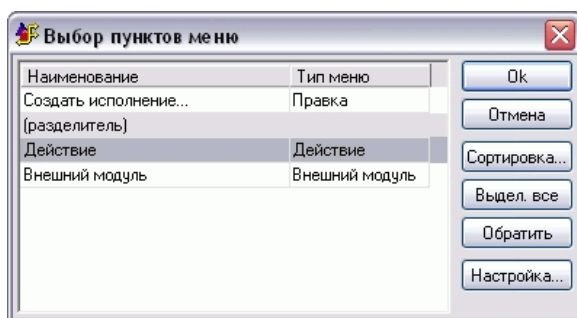 Выбор пунктов меню
Наименование Тип меню
Создать исполнение... Правка
(разделитель)
Действие Действие
Внешний модуль Внешний модуль
Ok
Отмена
Сортировка...
Выдел. все
Обратить
Настройка...